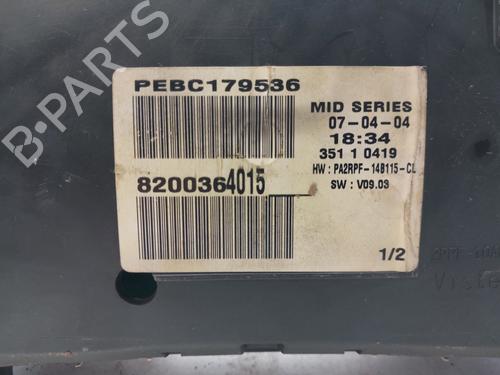 B-PARTS
PEBC179536
MID SERIES
07-04-04
18:34
351 1 0419
HW : PA2RPF-14B115-CL
8200364015
SW : V09.03
1/2